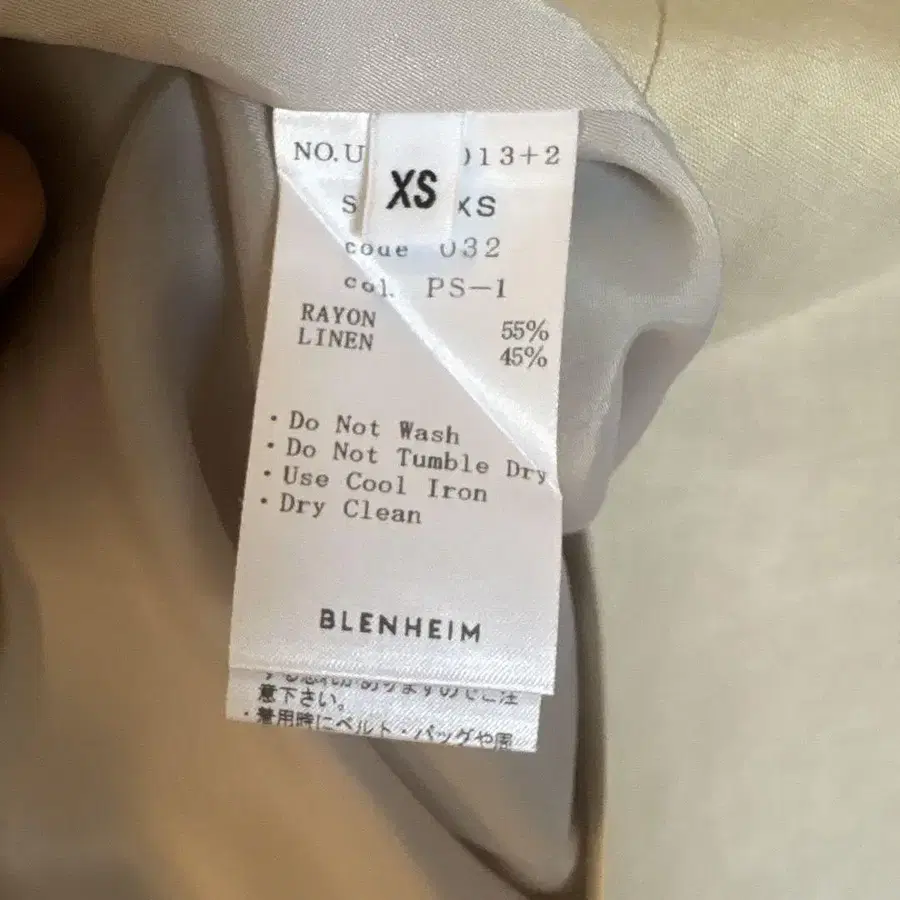 NO.U 13+2
XS
S XS
code 032
col. PS-1
RAYON 55%
LINEN 45%
・Do Not Wash
・Do Not Tumble Dry
・Use Cool Iron
・Dry Clean
BLENHEIM
意下さい。
・着用時にベルト・バッグや周